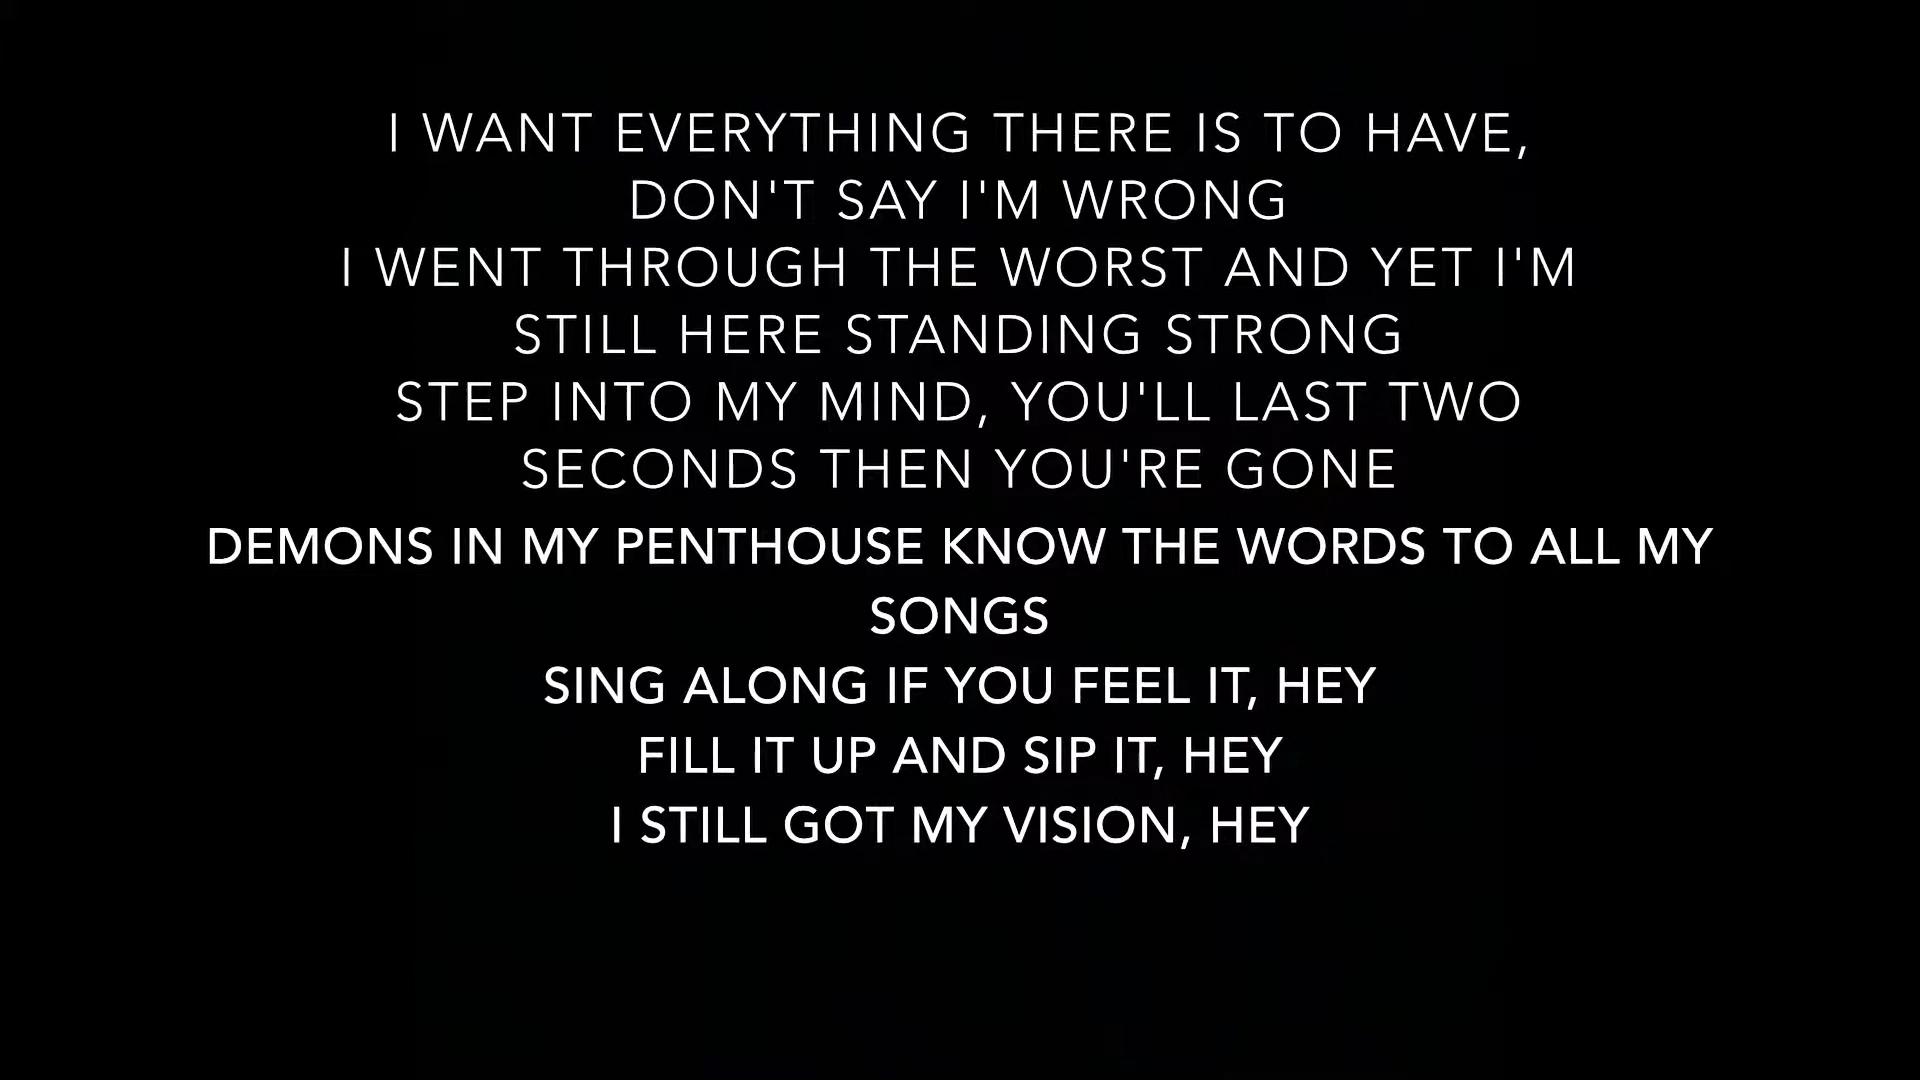 I WANT EVERYTHING THERE IS TO HAVE,
DON'T SAY I'M WRONG
I WENT THROUGH THE WORST AND YET I'M
STILL HERE STANDING STRONG
STEP INTO MY MIND, YOU'LL LAST TWO
SECONDS THEN YOU'RE GONE
DEMONS IN MY PENTHOUSE KNOW THE WORDS TO ALL MY
SONGS
SING ALONG IF YOU FEEL IT, HEY
FILL IT UP AND SIP IT, HEY
I STILL GOT MY VISION, HEY